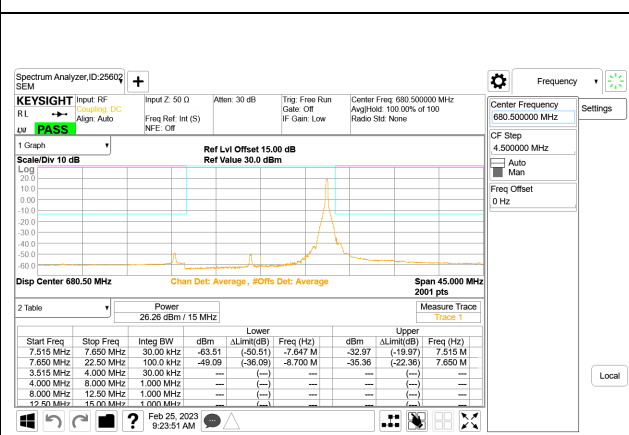 Spectrum Analyzer,ID:25602
SEM
+
Frequency
KEYSIGHT Input: RF Input Z: 50 Ω Atten: 30 dB Trig: Free Run Center Freq: 680.500000 MHz
RL Coupling: DC Gate: Off Avg|Hold: 100.00% of 100
Align: Auto Freq Ref: Int (S) IF Gain: Low Radio Std: None
LXI PASS NFE: Off
Center Frequency
680.500000 MHz
Settings
CF Step
4.500000 MHz
Auto
Man
Freq Offset
0 Hz
1 Graph
Ref Lvl Offset 15.00 dB
Scale/Div 10 dB Ref Value 30.0 dBm
Log
20.0
10.0
0.00
-10.0
-20.0
-30.0
-40.0
-50.0
-60.0
Disp Center 680.50 MHz Chan Det: Average , #Offs Det: Average Span 45.000 MHz
2001 pts
2 Table Power Measure Trace
26.26 dBm / 15 MHz Trace 1
Lower Upper
Start Freq Stop Freq Integ BW dBm ΔLimit(dB) Freq (Hz) dBm ΔLimit(dB) Freq (Hz)
7.515 MHz 7.650 MHz 30.00 kHz -63.51 (-50.51) -7.647 M -32.97 (-19.97) 7.515 M
7.650 MHz 22.50 MHz 100.0 kHz -49.09 (-36.09) -8.700 M -35.36 (-22.36) 7.650 M
3.515 MHz 4.000 MHz 30.00 kHz --- (---) --- --- (---) ---
4.000 MHz 8.000 MHz 1.000 MHz --- (---) --- --- (---) ---
8.000 MHz 12.50 MHz 1.000 MHz --- (---) --- --- (---) ---
12.50 MHz 15.00 MHz 1.000 MHz --- (---) --- --- (---) ---
Local
? Feb 25, 2023
9:23:51 AM